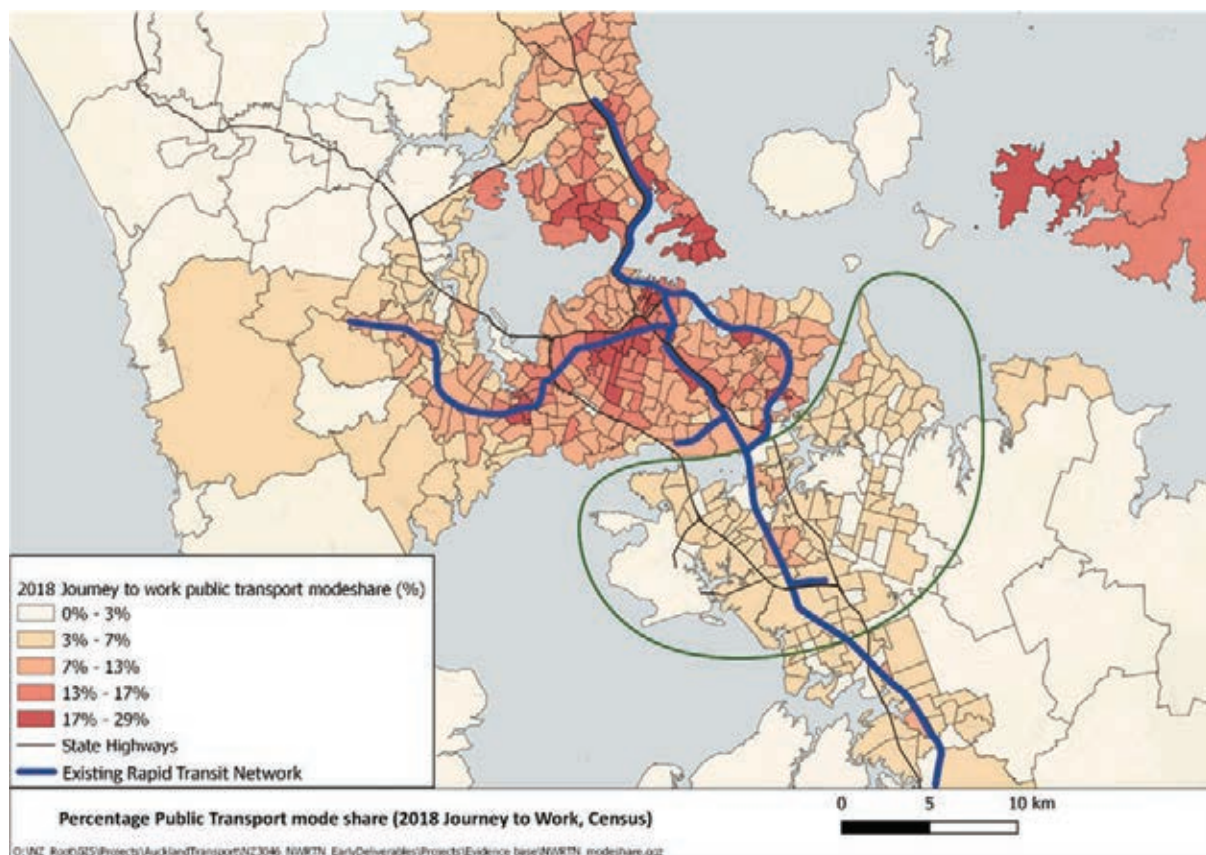 2018 Journey to work public transport modeshare (%)
0% - 3%
3% - 7%
7% - 13%
13% - 17%
17% - 29%
State Highways
Existing Rapid Transit Network
Percentage Public Transport mode share (2018 Journey to Work, Census)
0 5 10 km